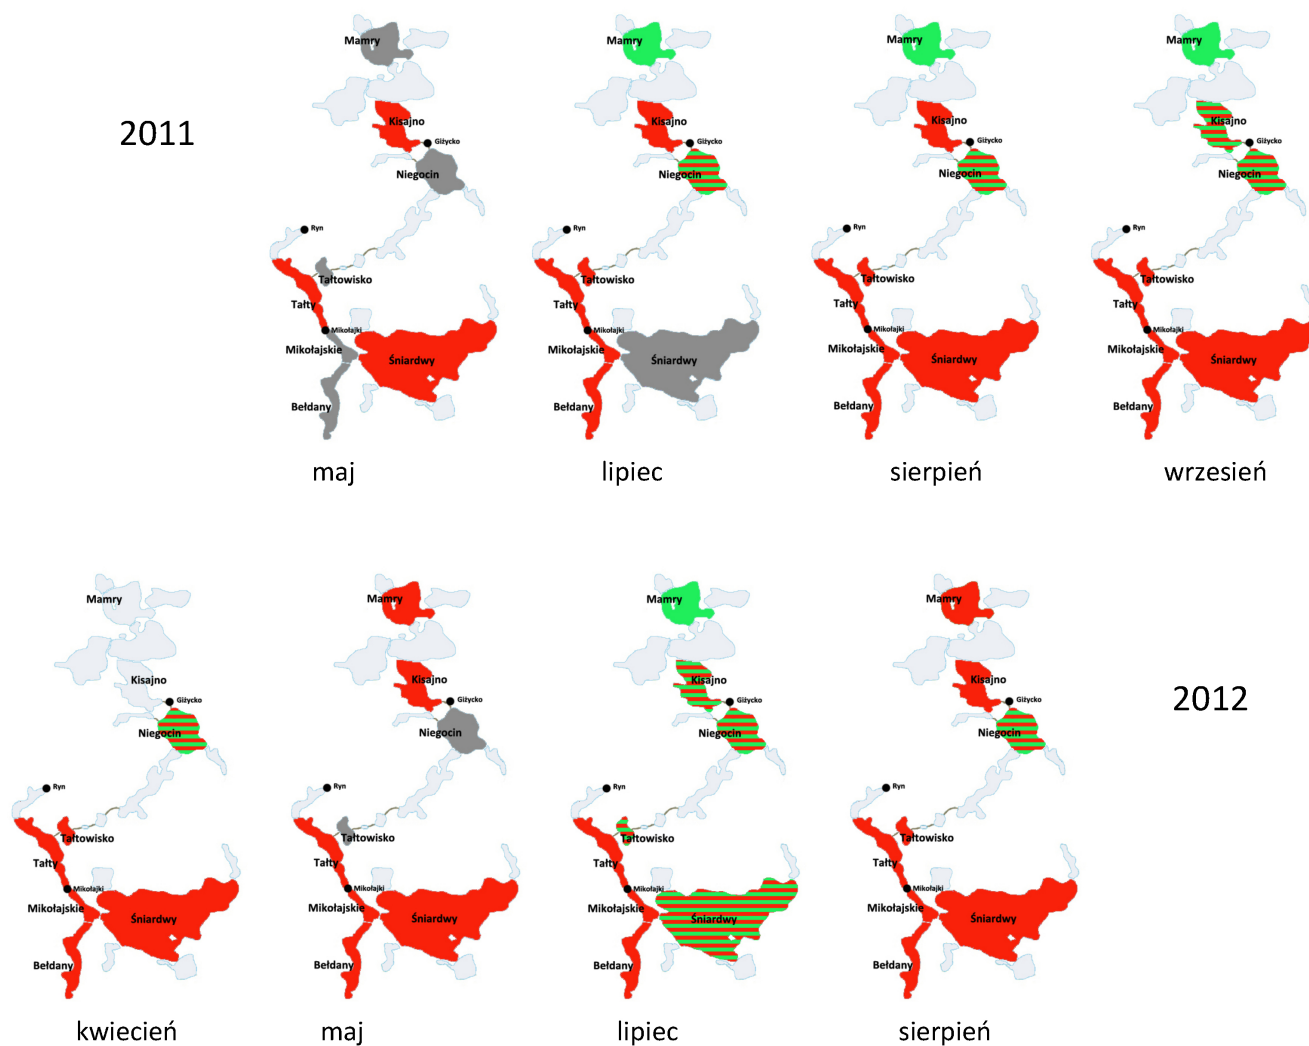 2011
Mamry
Kisajno
Giżycko
Niegocin
Ryn
Tałtowisko
Tałty
Mikołajki
Mikołajskie
Śniardwy
Bełdany
maj
Mamry
Kisajno
Giżycko
Niegocin
Ryn
Tałtowisko
Tałty
Mikołajki
Mikołajskie
Śniardwy
Bełdany
lipiec
Mamry
Kisajno
Giżycko
Niegocin
Ryn
Tałtowisko
Tałty
Mikołajki
Mikołajskie
Śniardwy
Bełdany
sierpień
Mamry
Kisajno
Giżycko
Niegocin
Ryn
Tałtowisko
Tałty
Mikołajki
Mikołajskie
Śniardwy
Bełdany
wrzesień
Mamry
Kisajno
Giżycko
Niegocin
Ryn
Tałtowisko
Tałty
Mikołajki
Mikołajskie
Śniardwy
Bełdany
kwiecień
Mamry
Kisajno
Giżycko
Niegocin
Ryn
Tałtowisko
Tałty
Mikołajki
Mikołajskie
Śniardwy
Bełdany
maj
Mamry
Kisajno
Giżycko
Niegocin
Ryn
Tałtowisko
Tałty
Mikołajki
Mikołajskie
Śniardwy
Bełdany
lipiec
Mamry
Kisajno
Giżycko
Niegocin
Ryn
Tałtowisko
Tałty
Mikołajki
Mikołajskie
Śniardwy
Bełdany
sierpień
2012